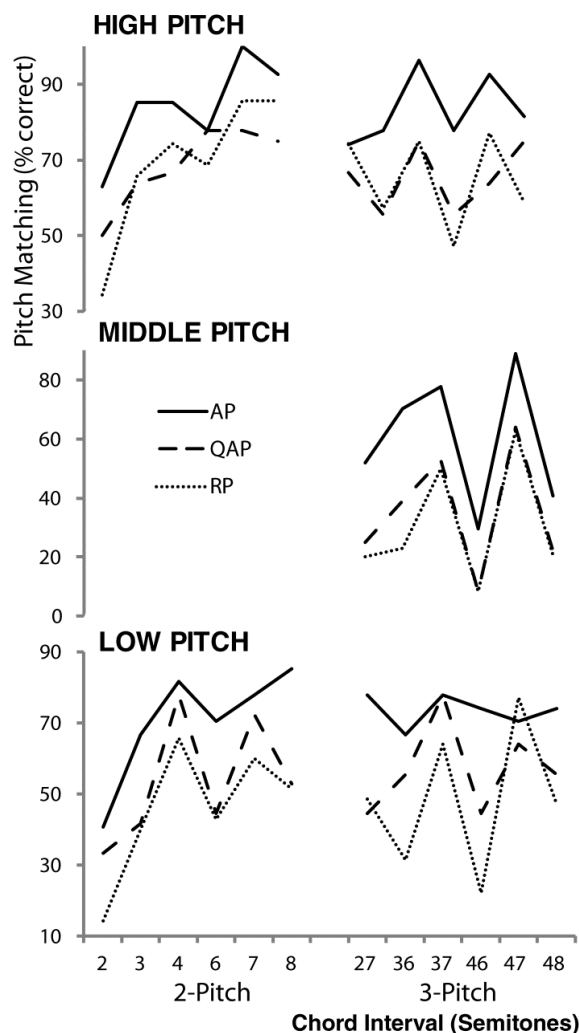 HIGH PITCH
Pitch Matching (% correct)
90
70
50
30
MIDDLE PITCH
80
60
40
20
0
AP
QAP
RP
LOW PITCH
90
70
50
30
10
2 3 4 6 7 8 27 36 37 46 47 48
2-Pitch 3-Pitch
Chord Interval (Semitones)